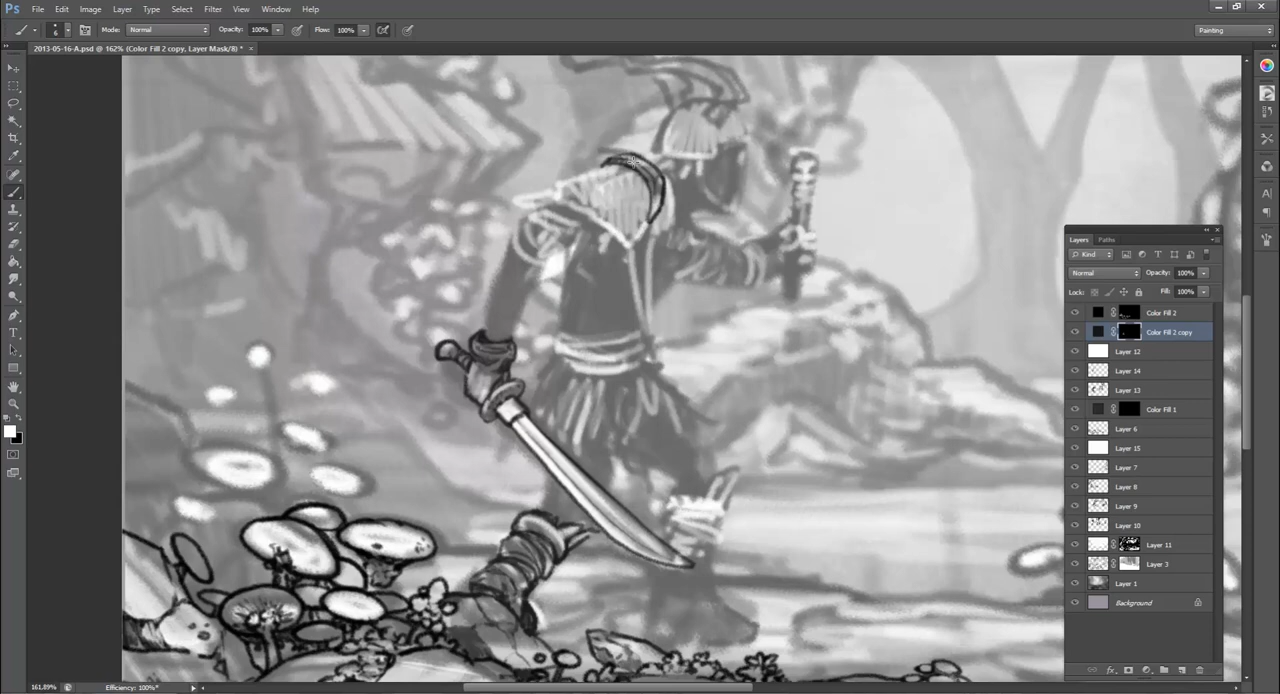 Ps File Edit Image Layer Type Select Filter View Window Help
6 Mode: Normal Opacity: 100% Flow: 100% Painting
2013-05-16-A.psd @ 162% (Color Fill 2 copy, Layer Mask/8) * ×
Layers Paths
Kind
Normal Opacity: 100%
Lock: Fill: 100%
Color Fill 2
Color Fill 2 copy
Layer 12
Layer 14
Layer 13
Color Fill 1
Layer 6
Layer 15
Layer 7
Layer 8
Layer 9
Layer 10
Layer 11
Layer 3
Layer 1
Background
161,89% Efficiency: 100%*